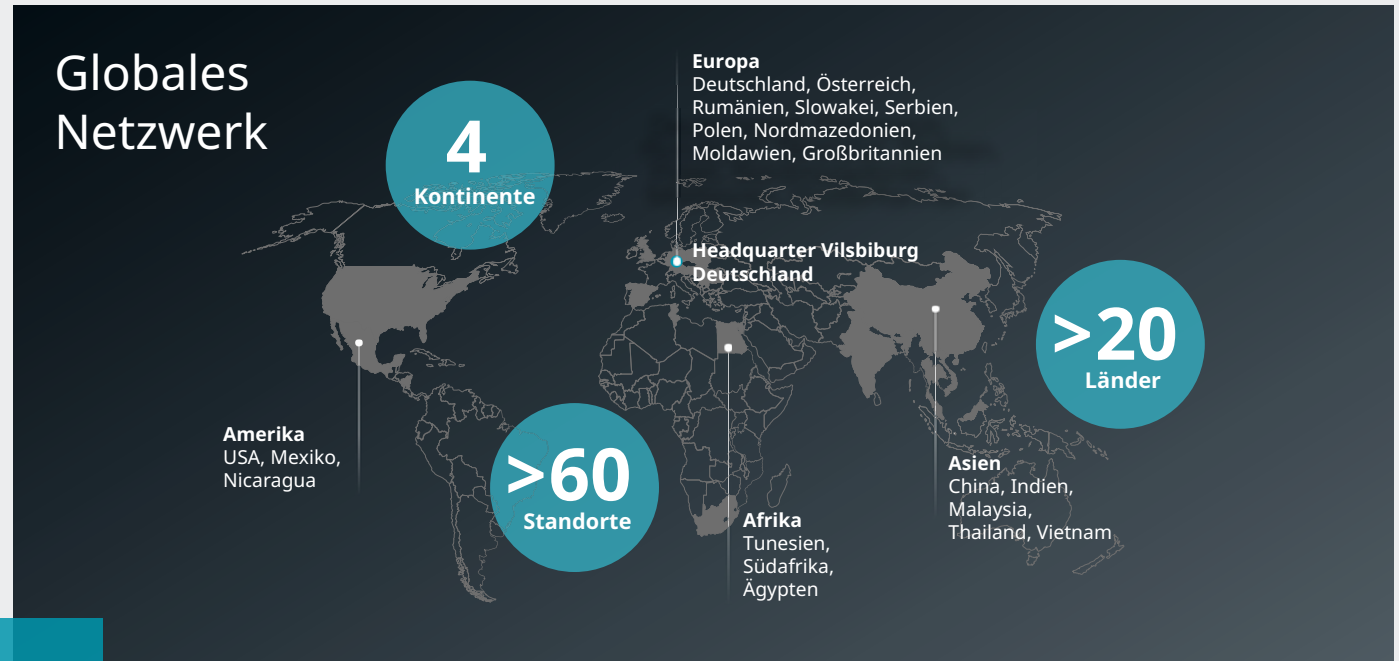 Globales
Netzwerk
4
Kontinente
Europa
Deutschland, Österreich,
Rumänien, Slowakei, Serbien,
Polen, Nordmazedonien,
Moldawien, Großbritannien
Headquarter Vilsbiburg
Deutschland
>20
Länder
Amerika
USA, Mexiko,
Nicaragua
>60
Standorte
Afrika
Tunesien,
Südafrika,
Ägypten
Asien
China, Indien,
Malaysia,
Thailand, Vietnam